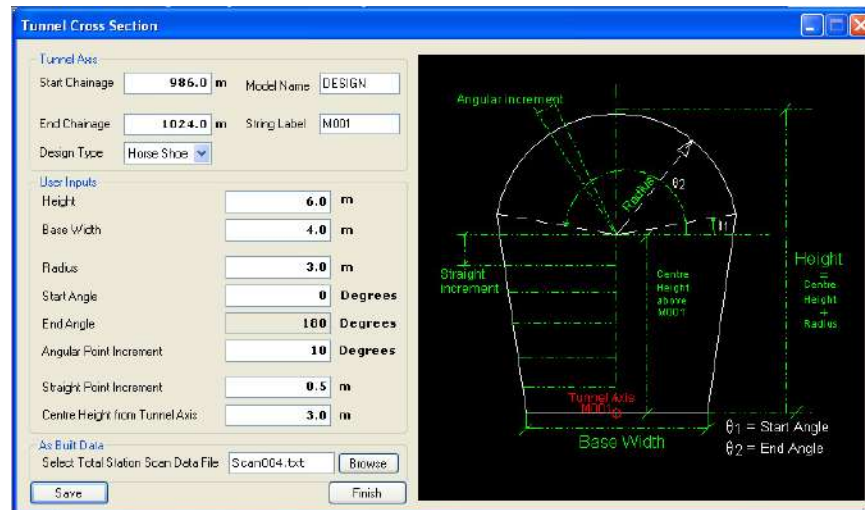 Tunnel Cross Section
Tunnel Axis
Start Chainage 986.0 m Model Name DESIGN
End Chainage 1024.0 m String Label M001
Design Type Horse Shoe
User Inputs
Height 6.0 m
Base Width 4.0 m
Radius 3.0 m
Start Angle 0 Degrees
End Angle 180 Degrees
Angular Point Increment 10 Degrees
Straight Point Increment 0.5 m
Centre Height from Tunnel Axis 3.0 m
As Built Data
Select Total Station Scan Data File Scan004.txt Browse
Save Finish
Angular increment
Radius
θ2
Straight
increment
Centre
Height
above
M001
Height
=
Centre
Height
+
Radius
Tunnel Axis
M001
Base Width
θ1 = Start Angle
θ2 = End Angle